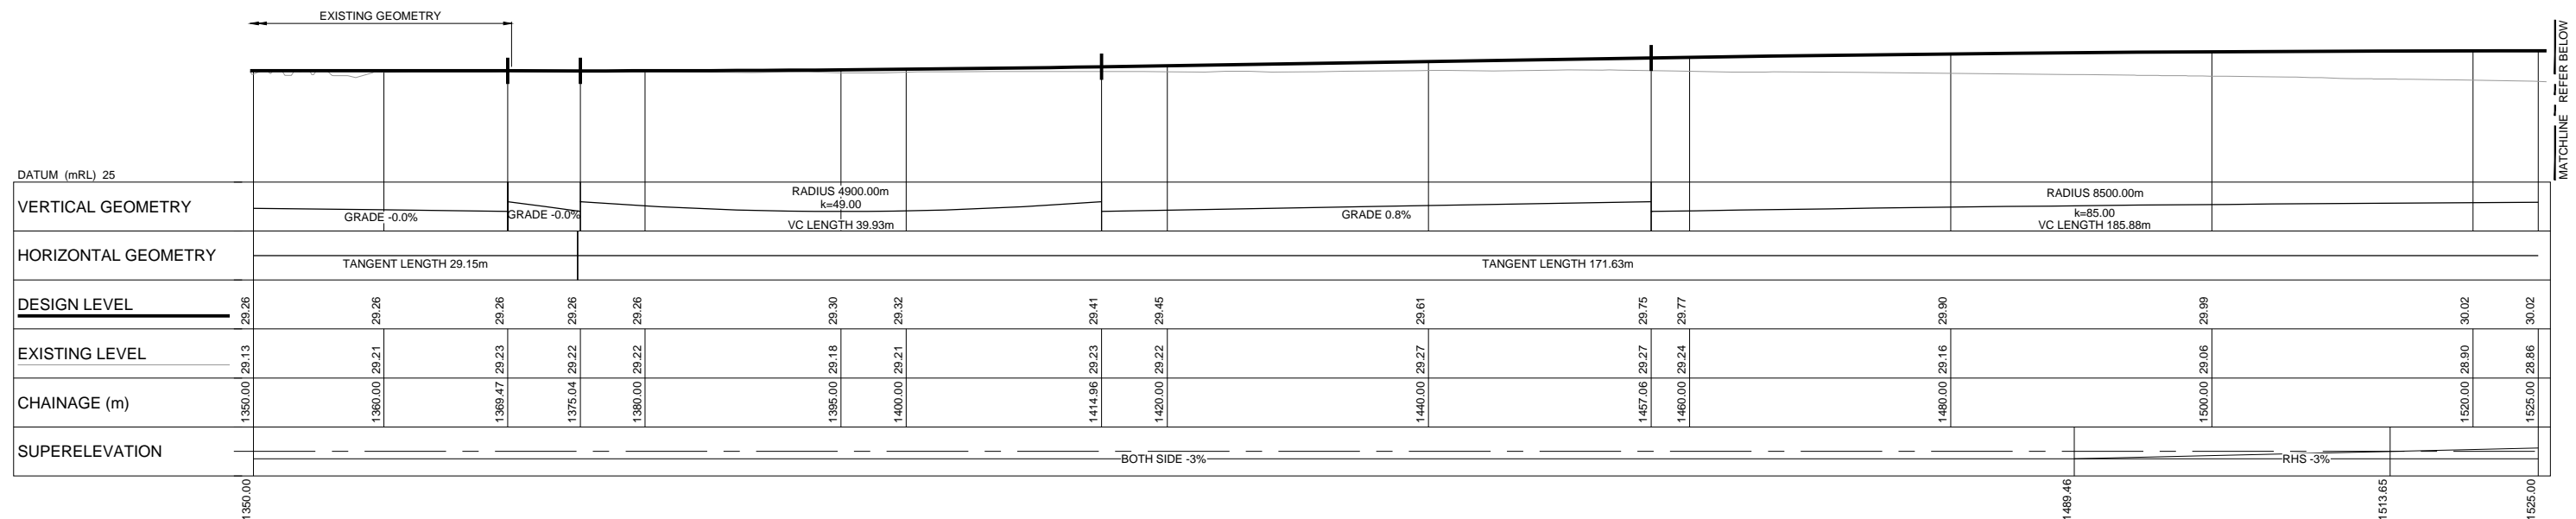 EXISTING GEOMETRY
MATCHLINE REFER BELOW
DATUM (mRL) 25
VERTICAL GEOMETRY
GRADE -0.0%
GRADE -0.0%
RADIUS 4900.00m
k=49.00
VC LENGTH 39.93m
GRADE 0.8%
RADIUS 8500.00m
k=85.00
VC LENGTH 185.88m
HORIZONTAL GEOMETRY
TANGENT LENGTH 29.15m
TANGENT LENGTH 171.63m
DESIGN LEVEL
29.26 29.26 29.26 29.26 29.26 29.30 29.32 29.41 29.45 29.61 29.75 29.77 29.90 29.99 30.02 30.02
EXISTING LEVEL
29.13 29.21 29.23 29.22 29.22 29.18 29.21 29.23 29.22 29.27 29.27 29.24 29.16 29.06 28.90 28.86
CHAINAGE (m)
1350.00 1360.00 1369.47 1375.04 1380.00 1395.00 1400.00 1414.96 1420.00 1440.00 1457.06 1460.00 1480.00 1500.00 1520.00 1525.00
SUPERELEVATION
BOTH SIDE -3%
RHS -3%
1350.00 1489.46 1513.65 1525.00